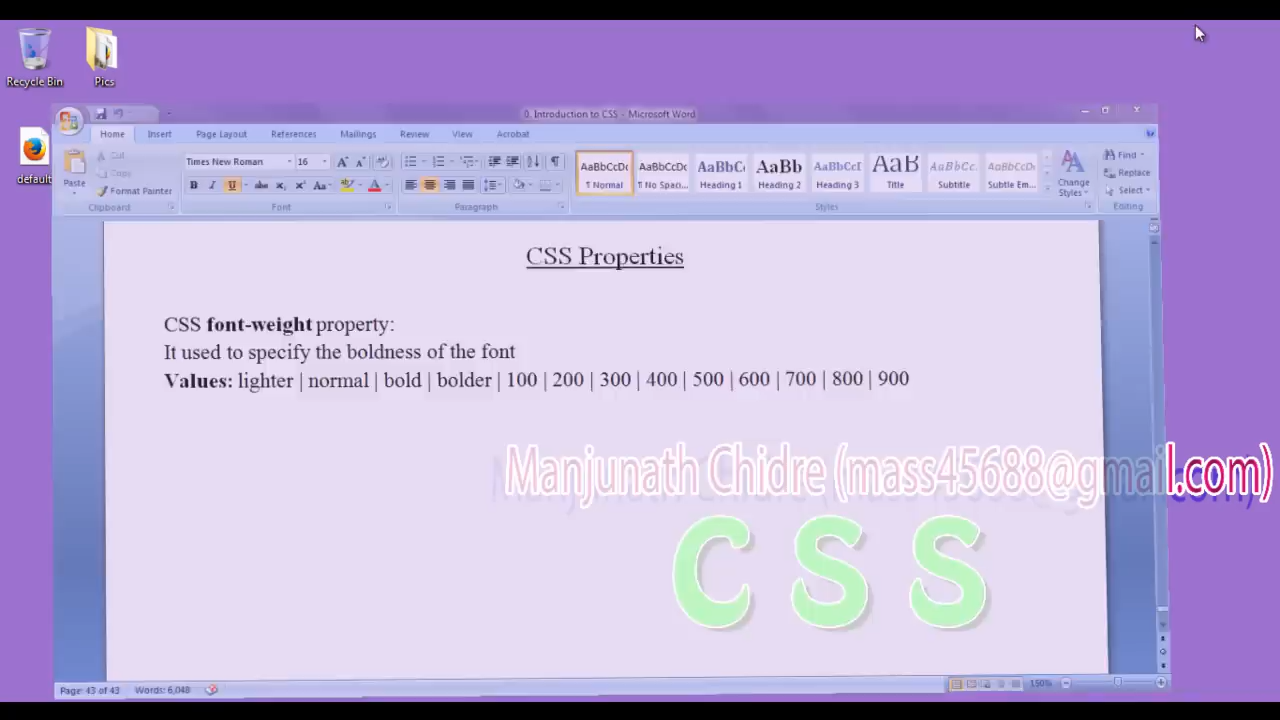 Recycle Bin
Pics
default
0. Introduction to CSS - Microsoft Word
Home Insert Page Layout References Mailings Review View Acrobat
Paste
Cut
Copy
Format Painter
Clipboard
Times New Roman 16
Font
Paragraph
AaBbCcDc AaBbCcDc AaBbC AaBb AaBbCcI AaB AaBbCc. AaBbCcDc
¶ Normal ¶ No Spaci... Heading 1 Heading 2 Heading 3 Title Subtitle Subtle Em...
Change
Styles
Styles
Find
Replace
Select
Editing
CSS Properties
CSS font-weight property:
It used to specify the boldness of the font
Values: lighter | normal | bold | bolder | 100 | 200 | 300 | 400 | 500 | 600 | 700 | 800 | 900
Manjunath Chidre (mass45688@gmail.com)
CSS
Page: 43 of 43 Words: 6,048
150%